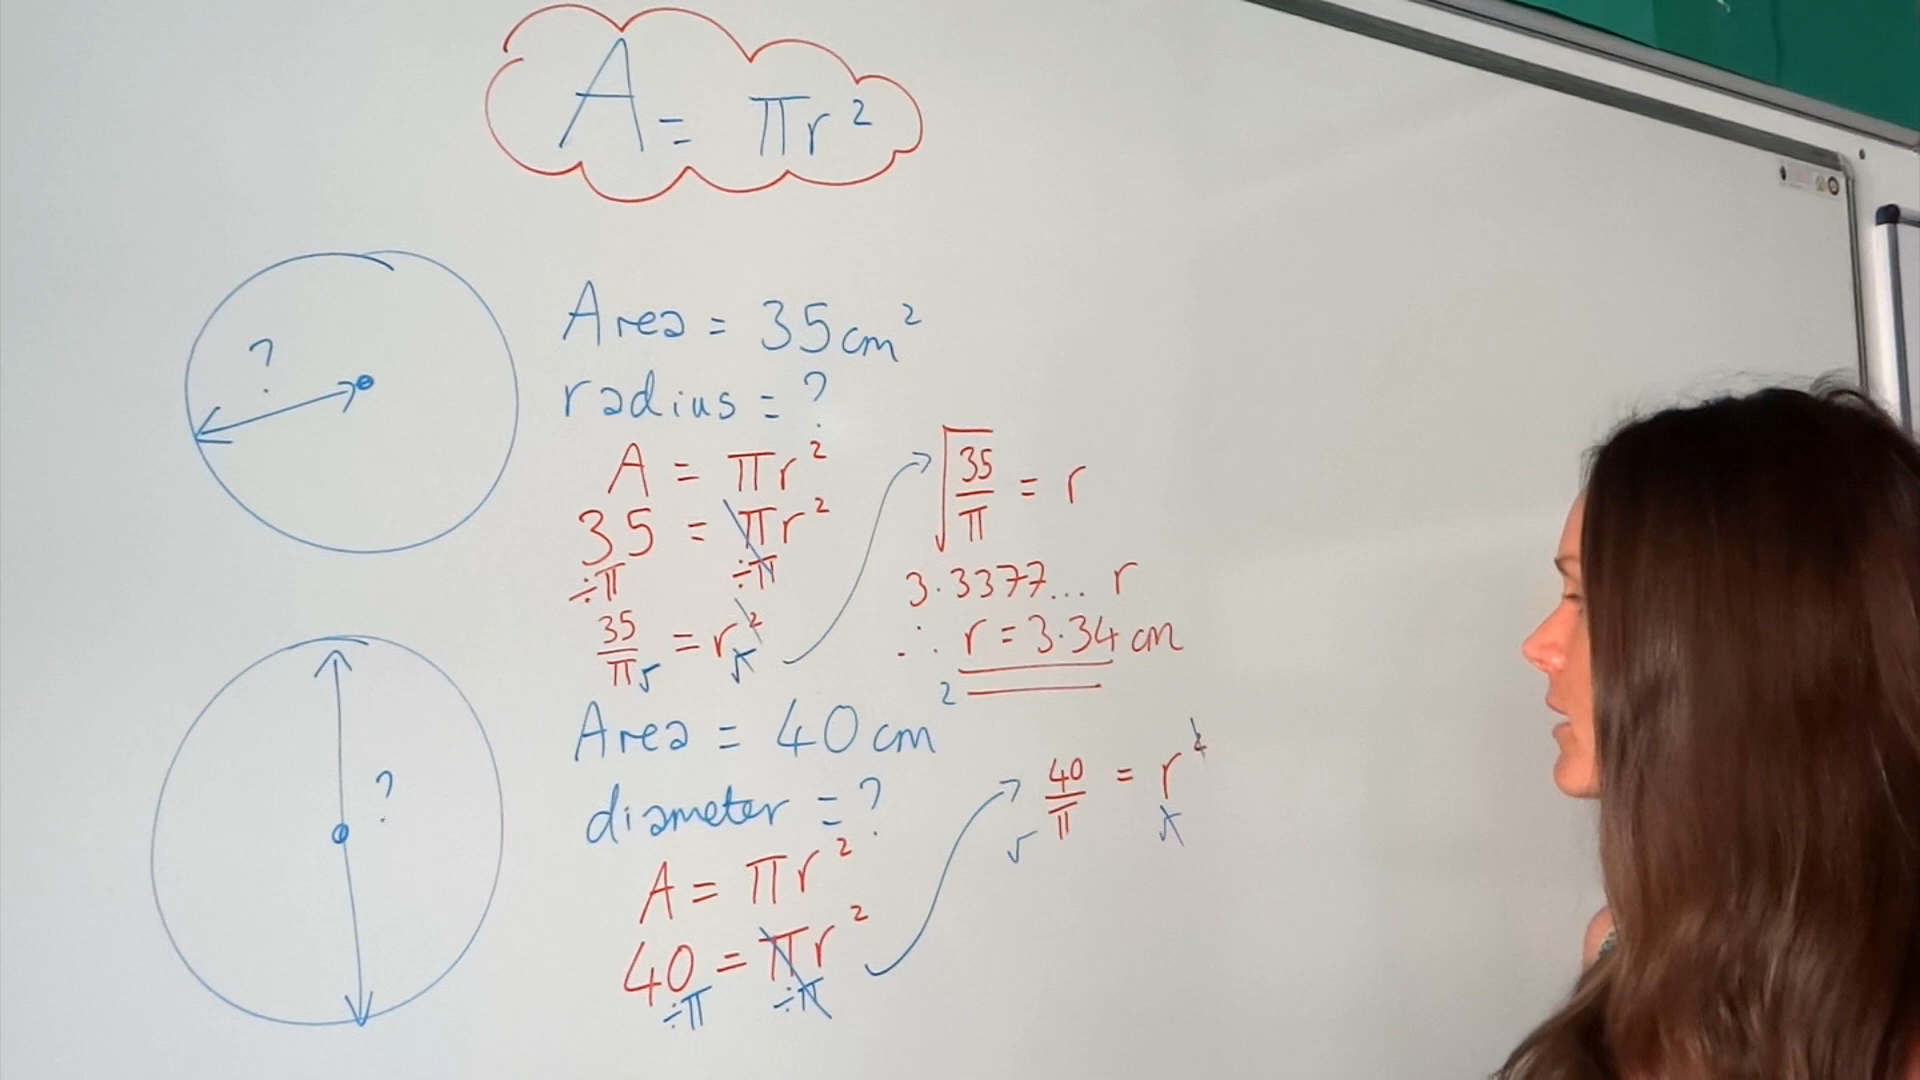 A = πr²
?
Area = 35cm²
radius = ?
A = πr²
35 = πr²
÷π ÷π
35/π √ = r² √
√35/π = r
3.3377... r
∴ r = 3.34 cm
?
Area = 40cm²
diameter = ?
A = πr²
40 = πr²
÷π ÷π
√ 40/π = r² √